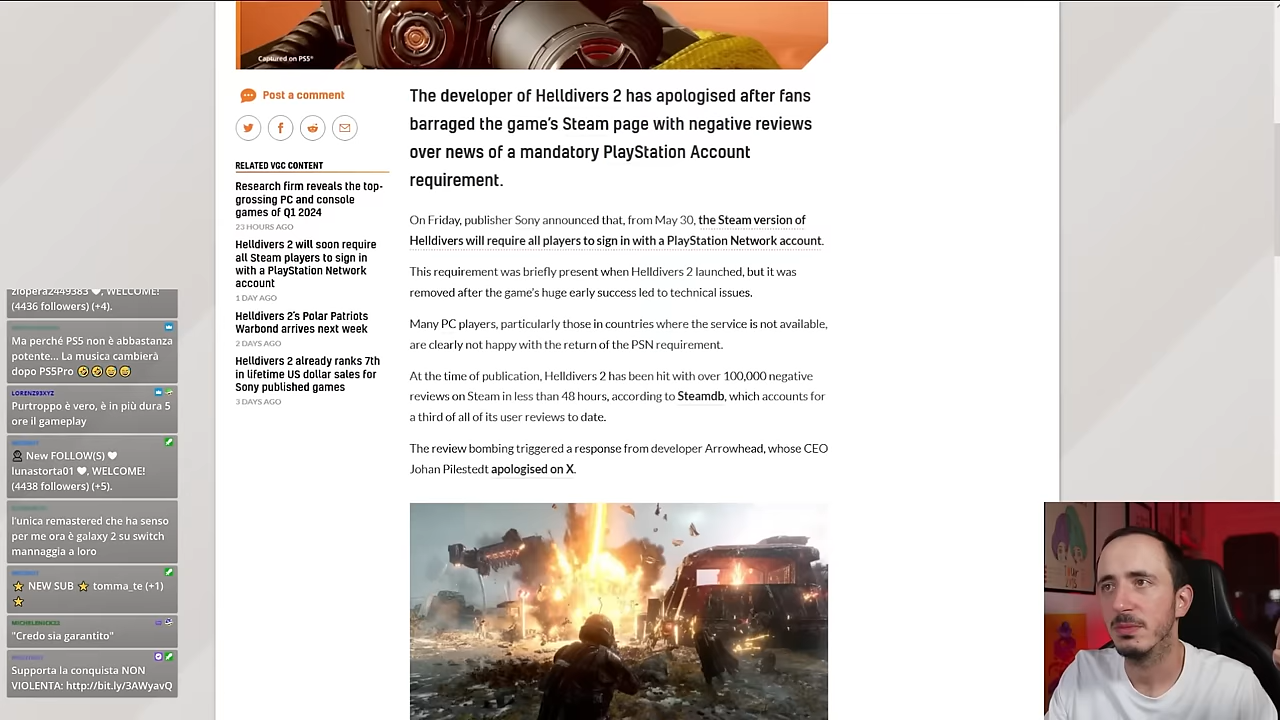 Captured on PS5®
Post a comment
RELATED VGC CONTENT
Research firm reveals the top-
grossing PC and console
games of Q1 2024
23 HOURS AGO
Helldivers 2 will soon require
all Steam players to sign in
with a PlayStation Network
account
1 DAY AGO
Helldivers 2's Polar Patriots
Warbond arrives next week
2 DAYS AGO
Helldivers 2 already ranks 7th
in lifetime US dollar sales for
Sony published games
3 DAYS AGO
The developer of Helldivers 2 has apologised after fans
barraged the game's Steam page with negative reviews
over news of a mandatory PlayStation Account
requirement.
On Friday, publisher Sony announced that, from May 30, the Steam version of
Helldivers will require all players to sign in with a PlayStation Network account.
This requirement was briefly present when Helldivers 2 launched, but it was
removed after the game's huge early success led to technical issues.
Many PC players, particularly those in countries where the service is not available,
are clearly not happy with the return of the PSN requirement.
At the time of publication, Helldivers 2 has been hit with over 100,000 negative
reviews on Steam in less than 48 hours, according to Steamdb, which accounts for
a third of all of its user reviews to date.
The review bombing triggered a response from developer Arrowhead, whose CEO
Johan Pilestedt apologised on X.
WELCOME!
(4436 followers) (+4).
Ma perché PS5 non è abbastanza
potente... La musica cambierà
dopo PS5Pro 🤣🤣😄😄
LORENZ93XYZ
Purtroppo è vero, è in più dura 5
ore il gameplay
New FOLLOW(S) ♥
lunastorta01 ♥, WELCOME!
(4438 followers) (+5).
l'unica remastered che ha senso
per me ora è galaxy 2 su switch
mannaggia a loro
⭐ NEW SUB ⭐ tomma_te (+1)
⭐
"Credo sia garantito"
Supporta la conquista NON
VIOLENTA: http://bit.ly/3AWyavQ